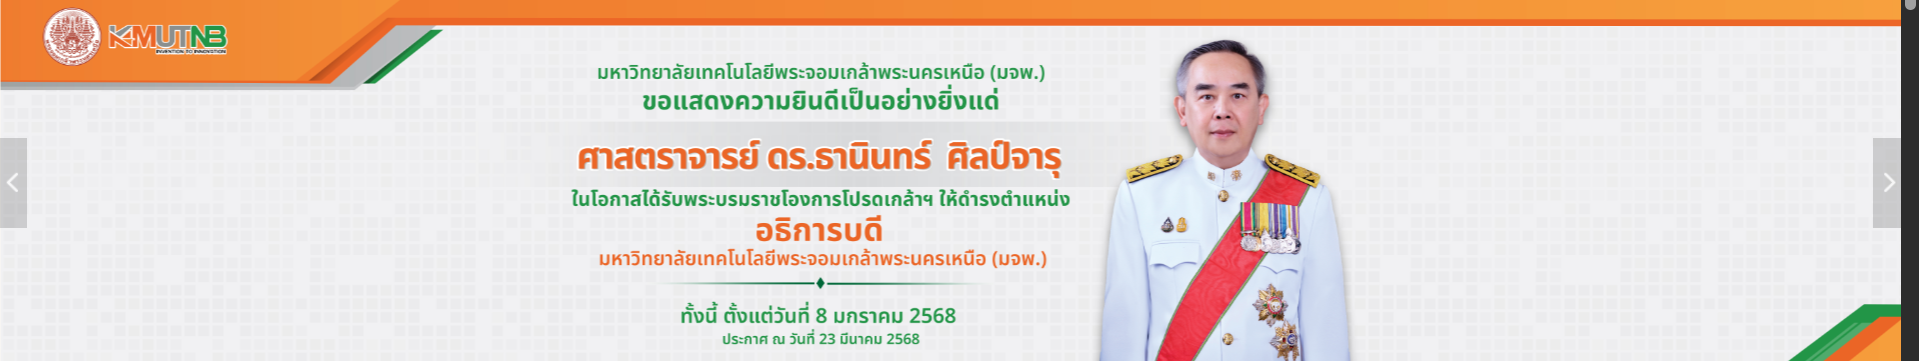 KMUTNB
INVENTION TO INNOVATION
มหาวิทยาลัยเทคโนโลยีพระจอมเกล้าพระนครเหนือ (มจพ.)
ขอแสดงความยินดีเป็นอย่างยิ่งแด่
ศาสตราจารย์ ดร.ธานินทร์ ศิลป์จารุ
ในโอกาสได้รับพระบรมราชโองการโปรดเกล้าฯ ให้ดำรงตำแหน่ง
อธิการบดี
มหาวิทยาลัยเทคโนโลยีพระจอมเกล้าพระนครเหนือ (มจพ.)
ทั้งนี้ ตั้งแต่วันที่ 8 มกราคม 2568
ประกาศ ณ วันที่ 23 มีนาคม 2568